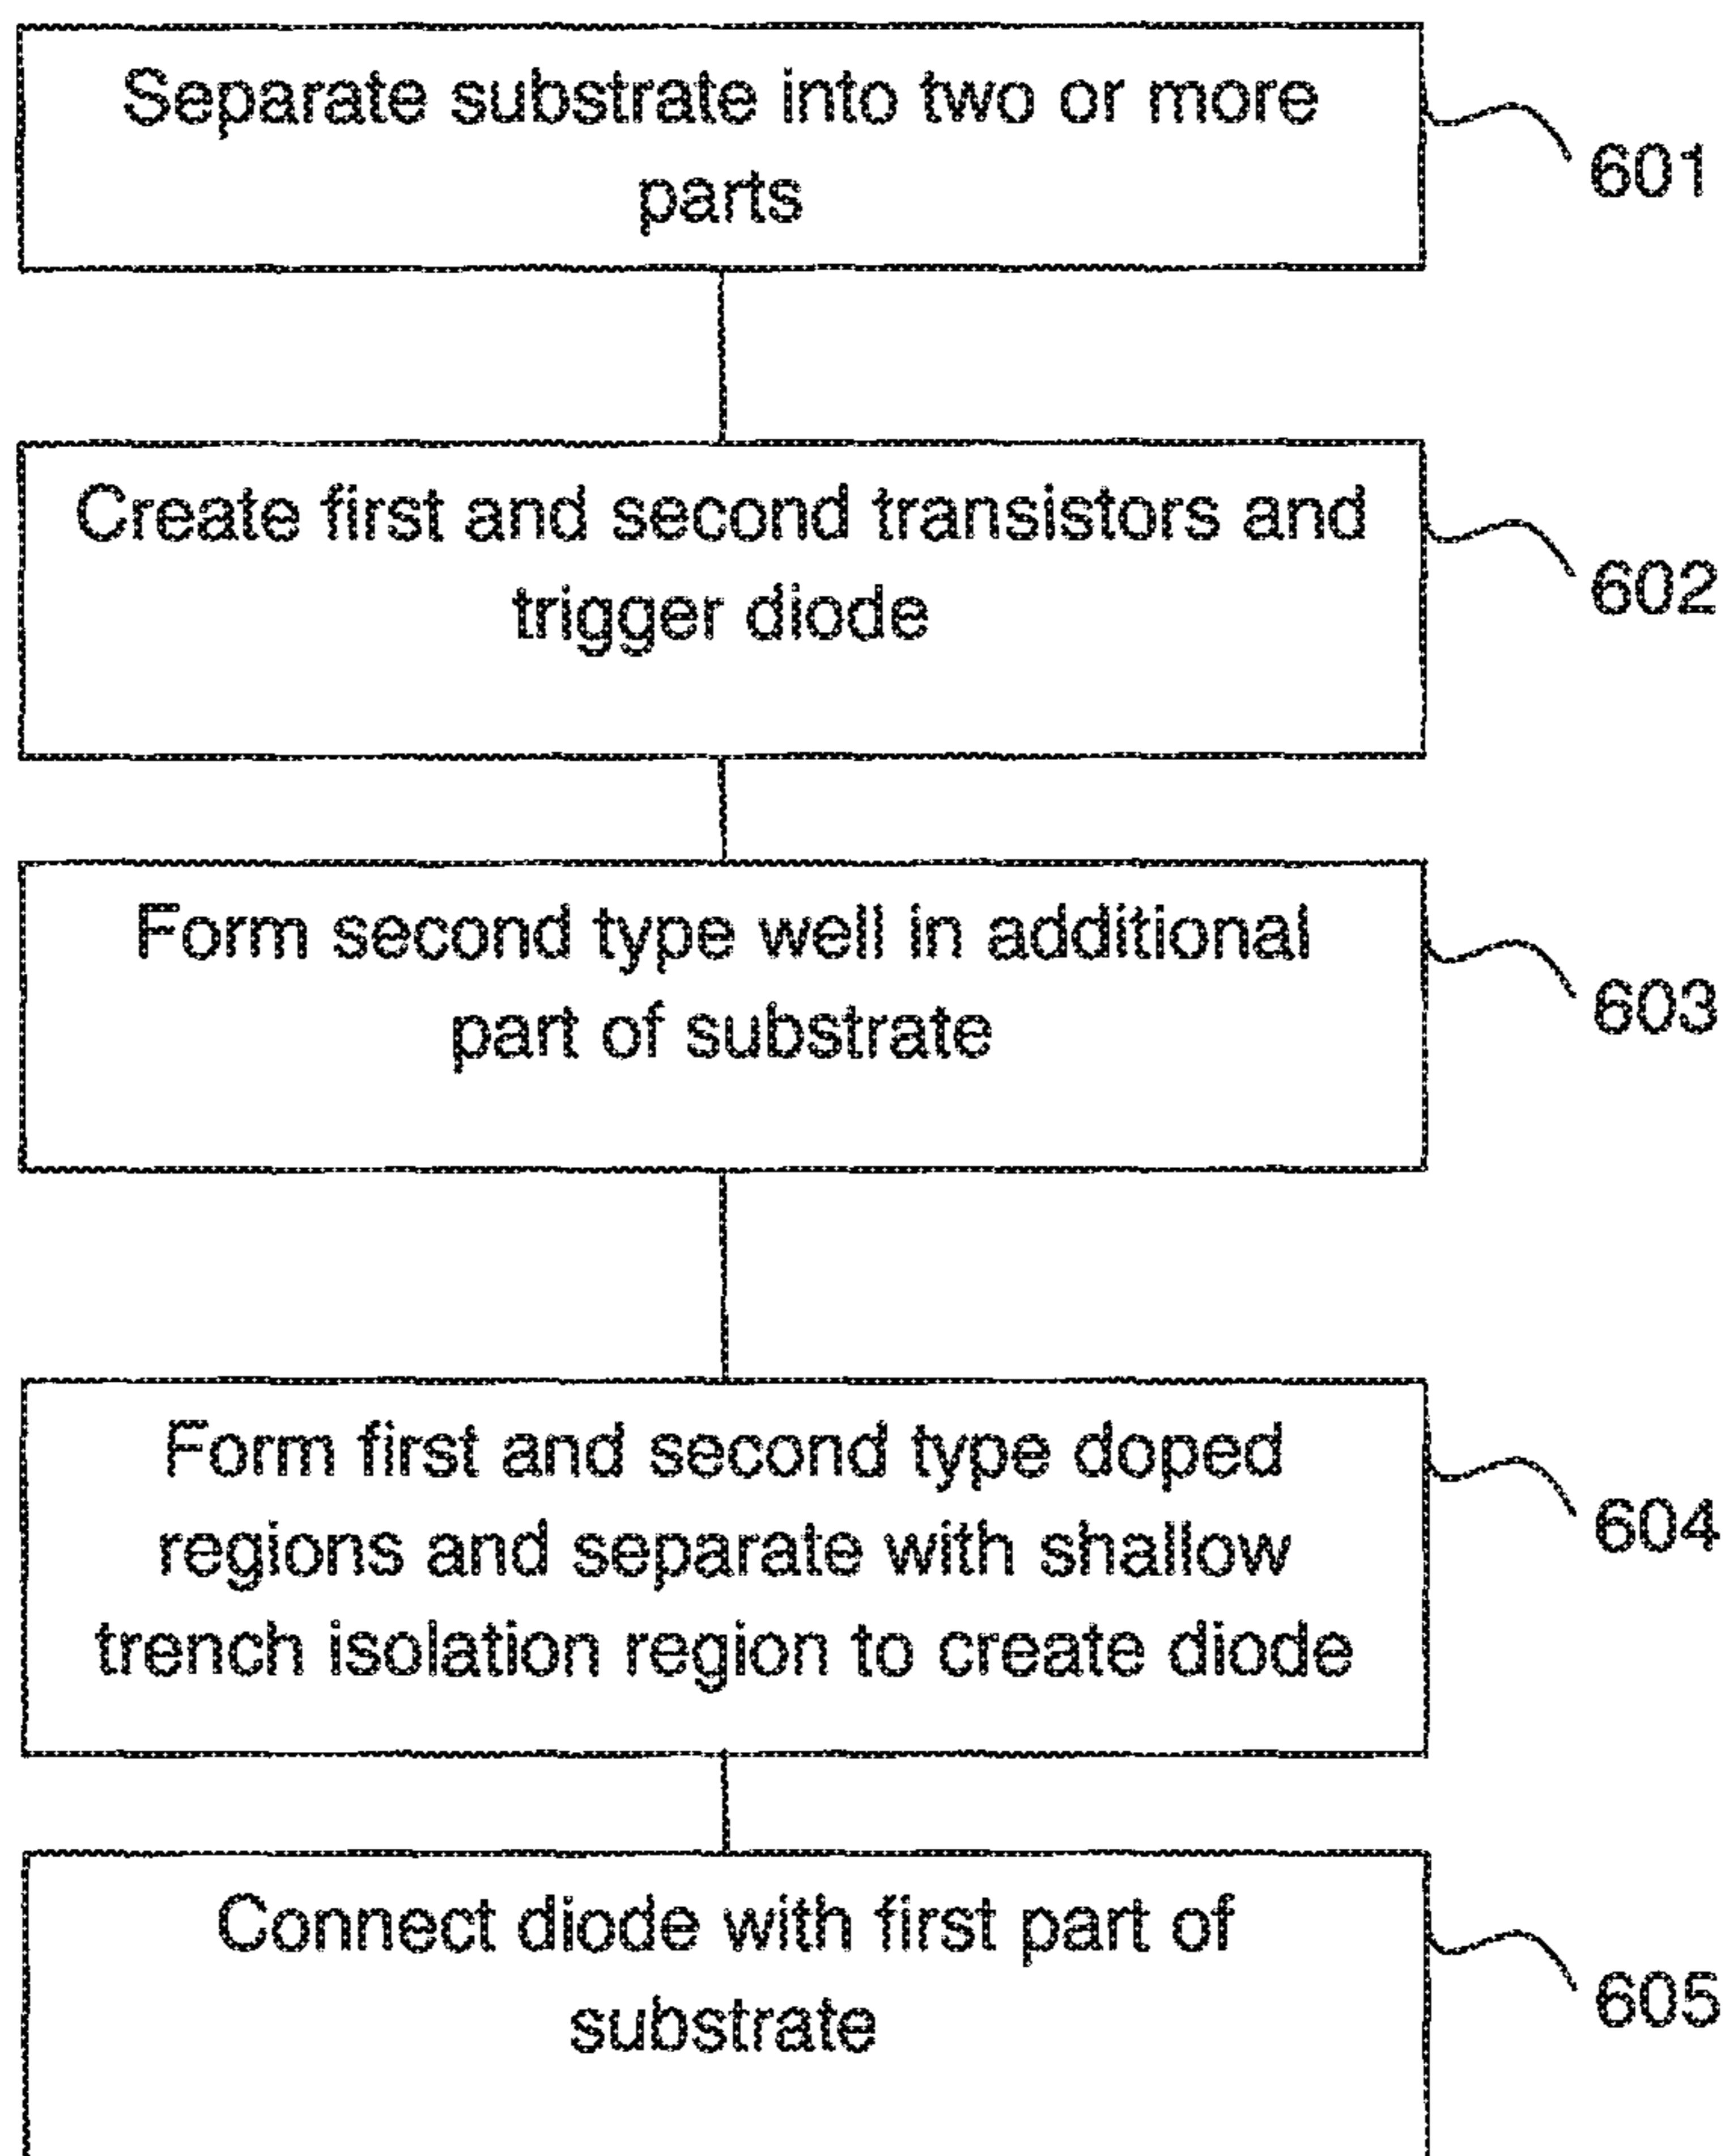 Separate substrate into two or more
parts
601
Create first and second transistors and
trigger diode
602
Form second type well in additional
part of substrate
603
Form first and second type doped
regions and separate with shallow
trench isolation region to create diode
604
Connect diode with first part of
substrate
605